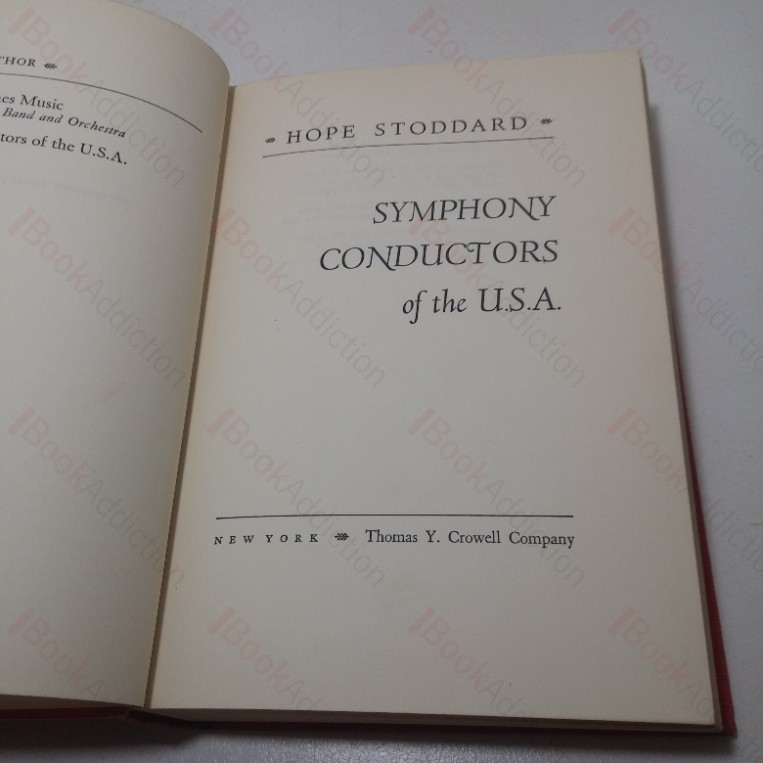 THOR
es Music
Band and Orchestra
tors of the U.S.A.
HOPE STODDARD
SYMPHONY
CONDUCTORS
of the U.S.A.
NEW YORK Thomas Y. Crowell Company
BookAddiction